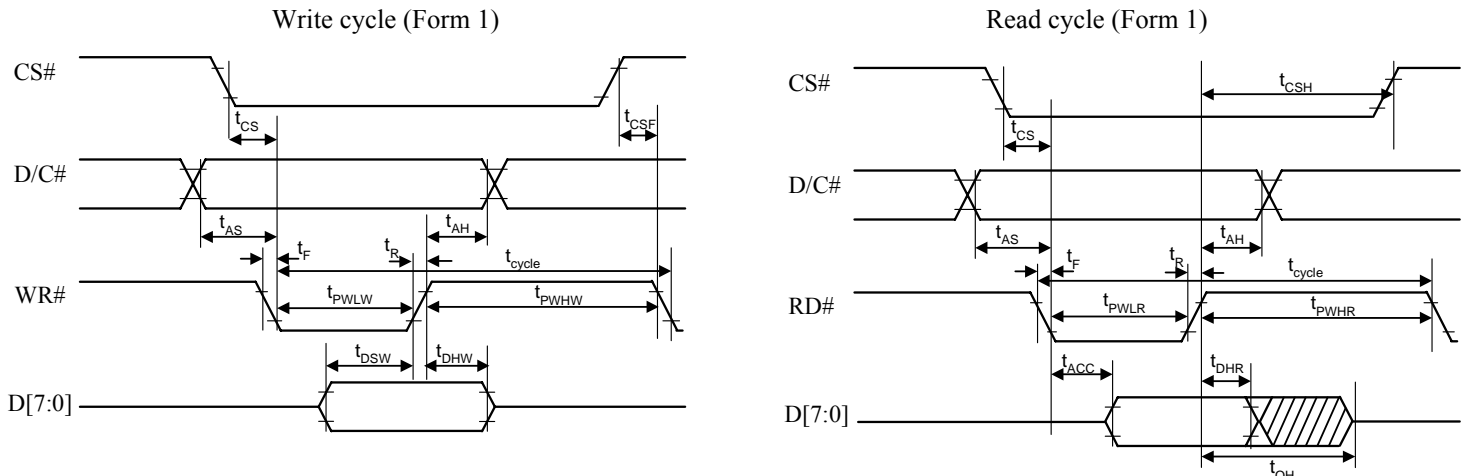 Write cycle (Form 1)
CS#
tCS
tCSF
D/C#
tAS
tF
tR
tAH
tcycle
WR#
tPWLW
tPWHW
tDSW
tDHW
D[7:0]
Read cycle (Form 1)
CS#
tCSH
tCS
D/C#
tAS
tF
tR
tAH
tcycle
RD#
tPWLR
tPWHR
tACC
tDHR
D[7:0]
tOH